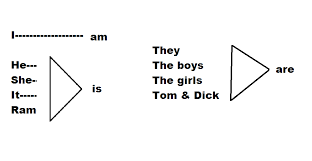 I-------------------- am
He---
She-
It-----
Ram
is
They
The boys
The girls
Tom & Dick
are